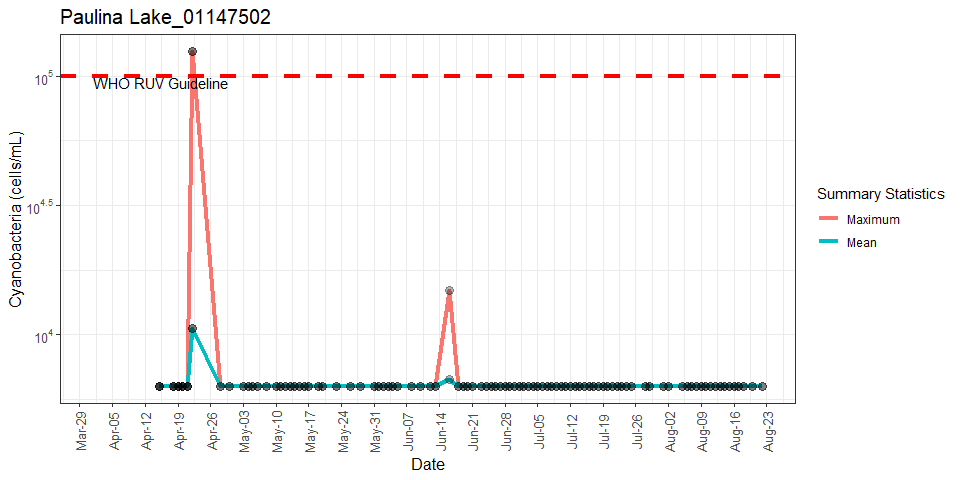 Paulina Lake_01147502
Cyanobacteria (cells/mL)
10^5
10^4.5
10^4
WHO RUV Guideline
Mar-29
Apr-05
Apr-12
Apr-19
Apr-26
May-03
May-10
May-17
May-24
May-31
Jun-07
Jun-14
Jun-21
Jun-28
Jul-05
Jul-12
Jul-19
Jul-26
Aug-02
Aug-09
Aug-16
Aug-23
Date
Summary Statistics
Maximum
Mean